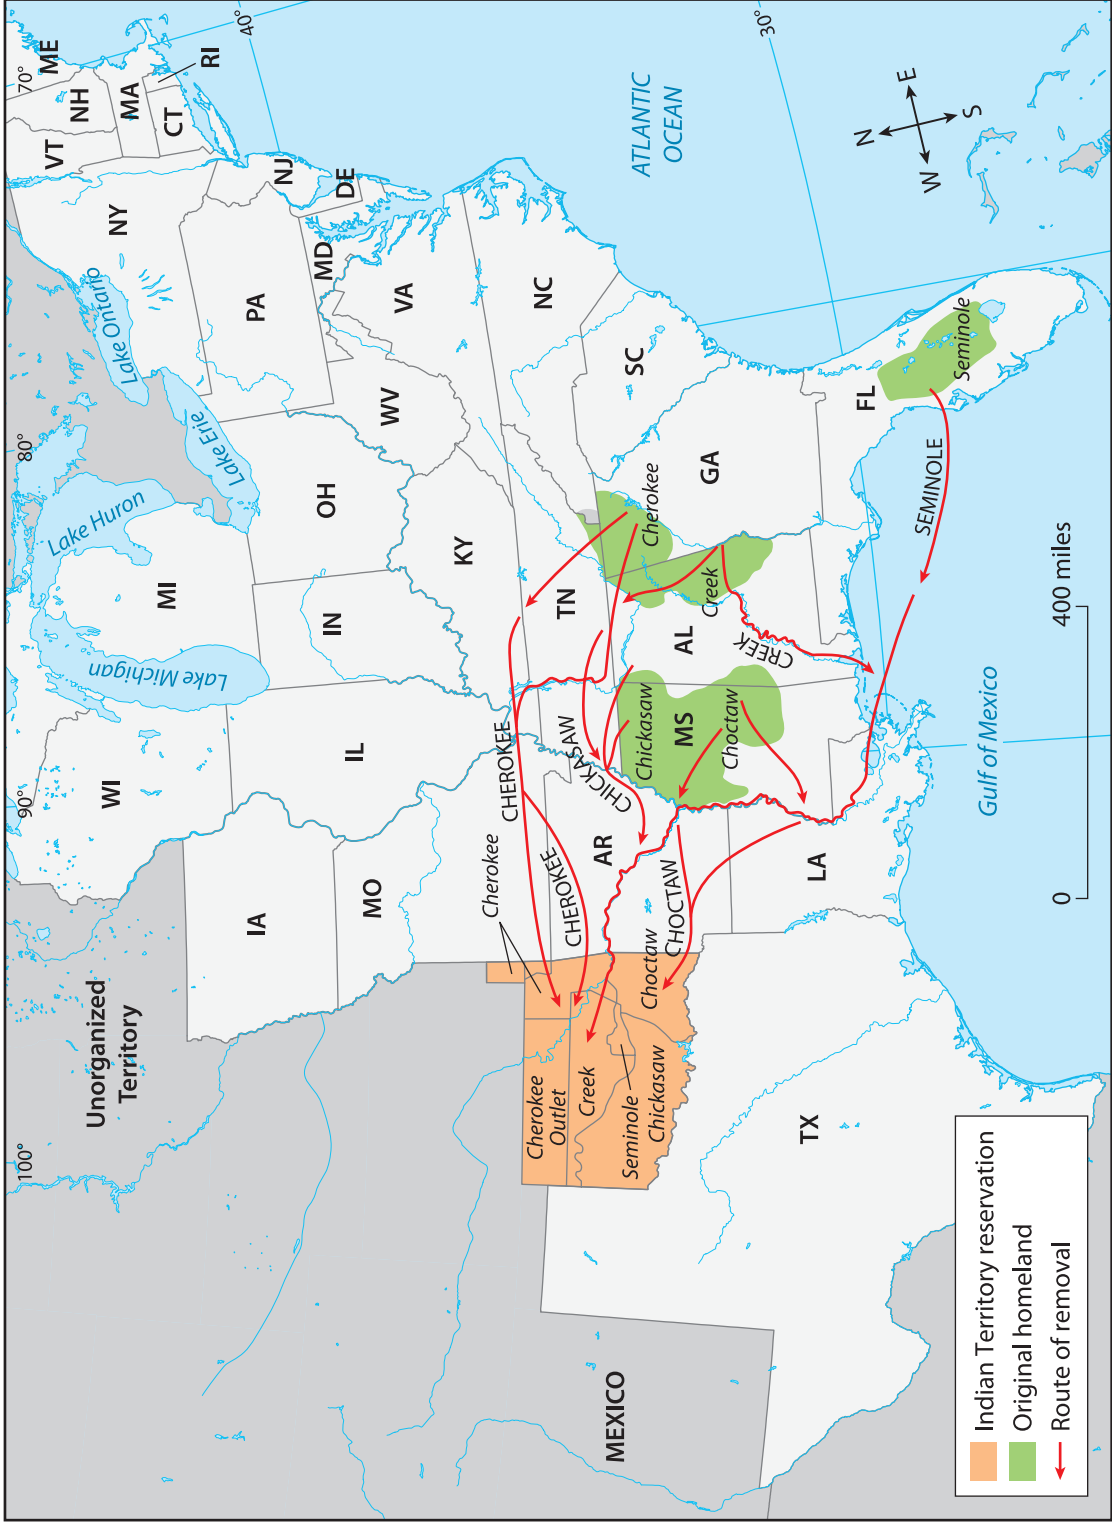 Unorganized
Territory
MEXICO
WI
MI
Lake Michigan
Lake Huron
Lake Erie
Lake Ontario
NY
VT
NH
ME
MA
CT
RI
NJ
DE
MD
PA
OH
IN
IL
IA
MO
KY
WV
VA
NC
TN
SC
GA
AL
MS
AR
LA
TX
FL
ATLANTIC
OCEAN
Gulf of Mexico
100°
90°
80°
70°
40°
30°
N
E
S
W
Cherokee
CHEROKEE
CHEROKEE
Cherokee
Cherokee
Outlet
Creek
Seminole
Chickasaw
Choctaw
CHOCTAW
CHICKASAW
CHICKASAW
Chickasaw
Choctaw
Creek
CREEK
Seminole
SEMINOLE
0
400 miles
Indian Territory reservation
Original homeland
Route of removal